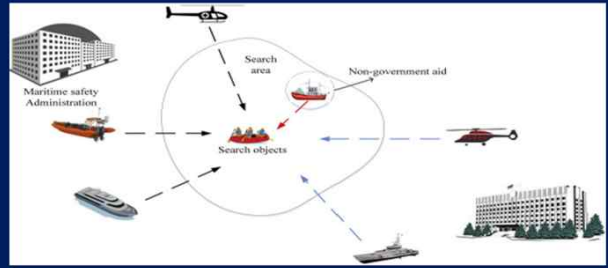 Search
area
Non-government aid
Maritime safety
Administration
Search objects